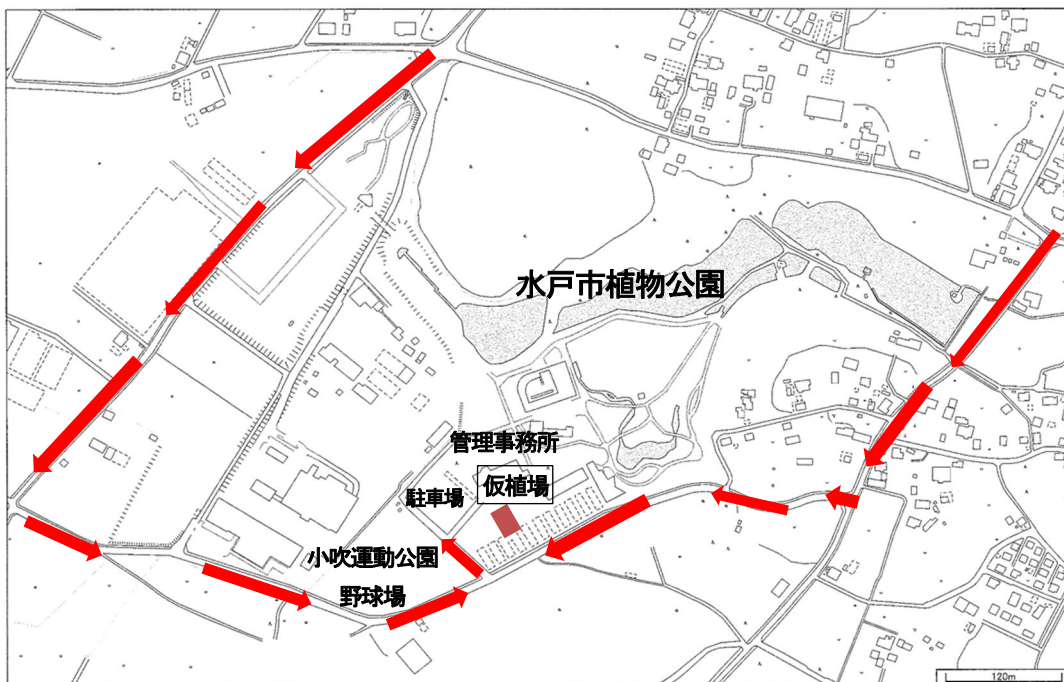 水戸市植物公園
管理事務所
仮植場
駐車場
小吹運動公園
野球場
120m